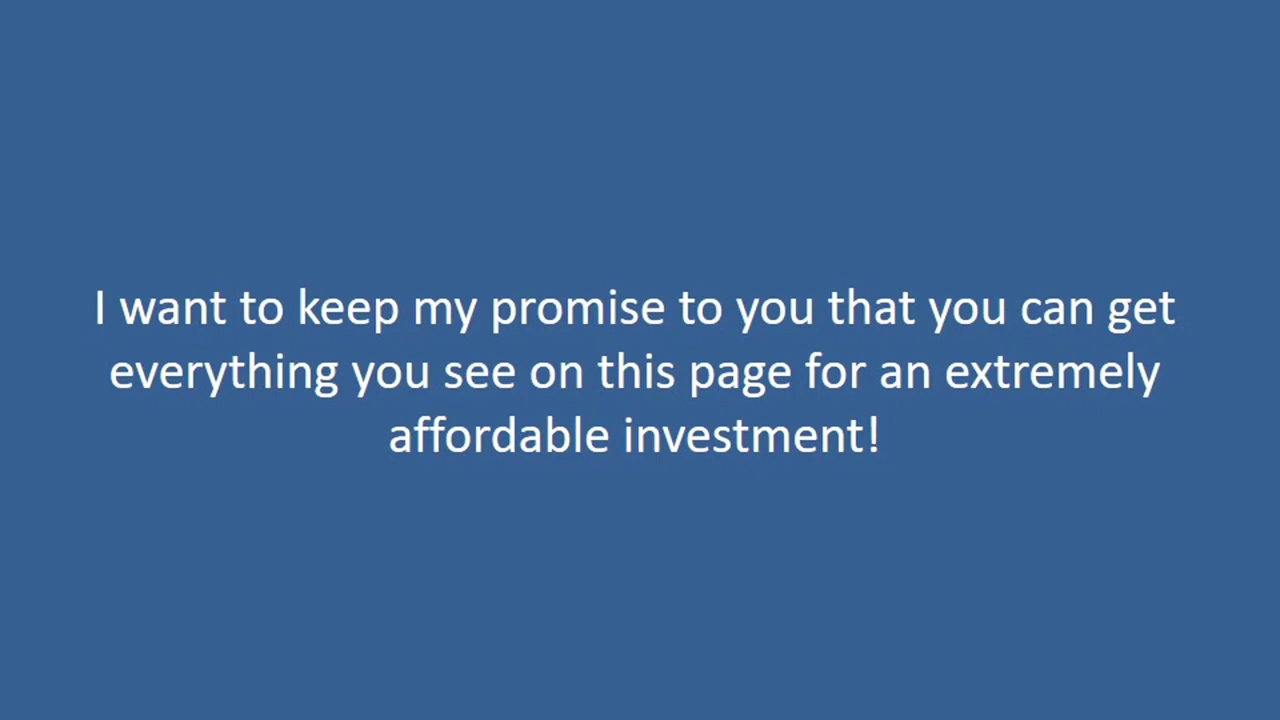 I want to keep my promise to you that you can get
everything you see on this page for an extremely
affordable investment!